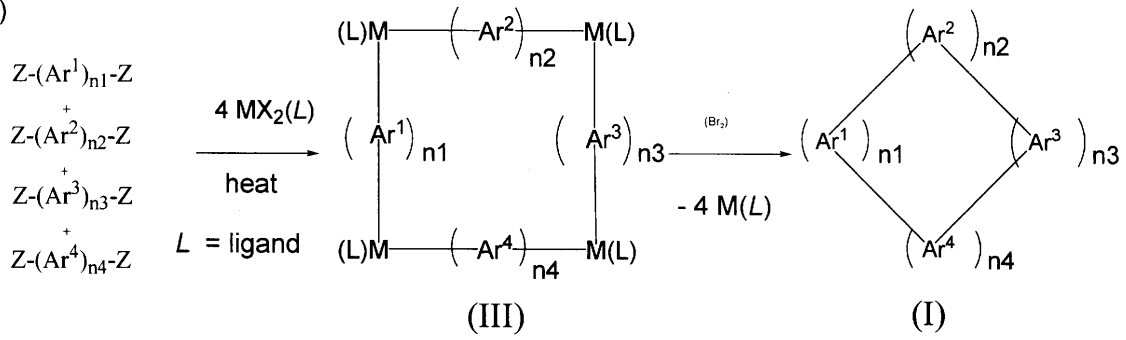 )
Z-(Ar¹)n1-Z
+
Z-(Ar²)n2-Z
+
Z-(Ar³)n3-Z
+
Z-(Ar⁴)n4-Z
4 MX₂(L)
heat
L = ligand
(L)M (Ar²)n2 M(L)
(Ar¹)n1 (Ar³)n3
(L)M (Ar⁴)n4 M(L)
(III)
(Br₂)
- 4 M(L)
(Ar²)n2
(Ar¹)n1 (Ar³)n3
(Ar⁴)n4
(I)